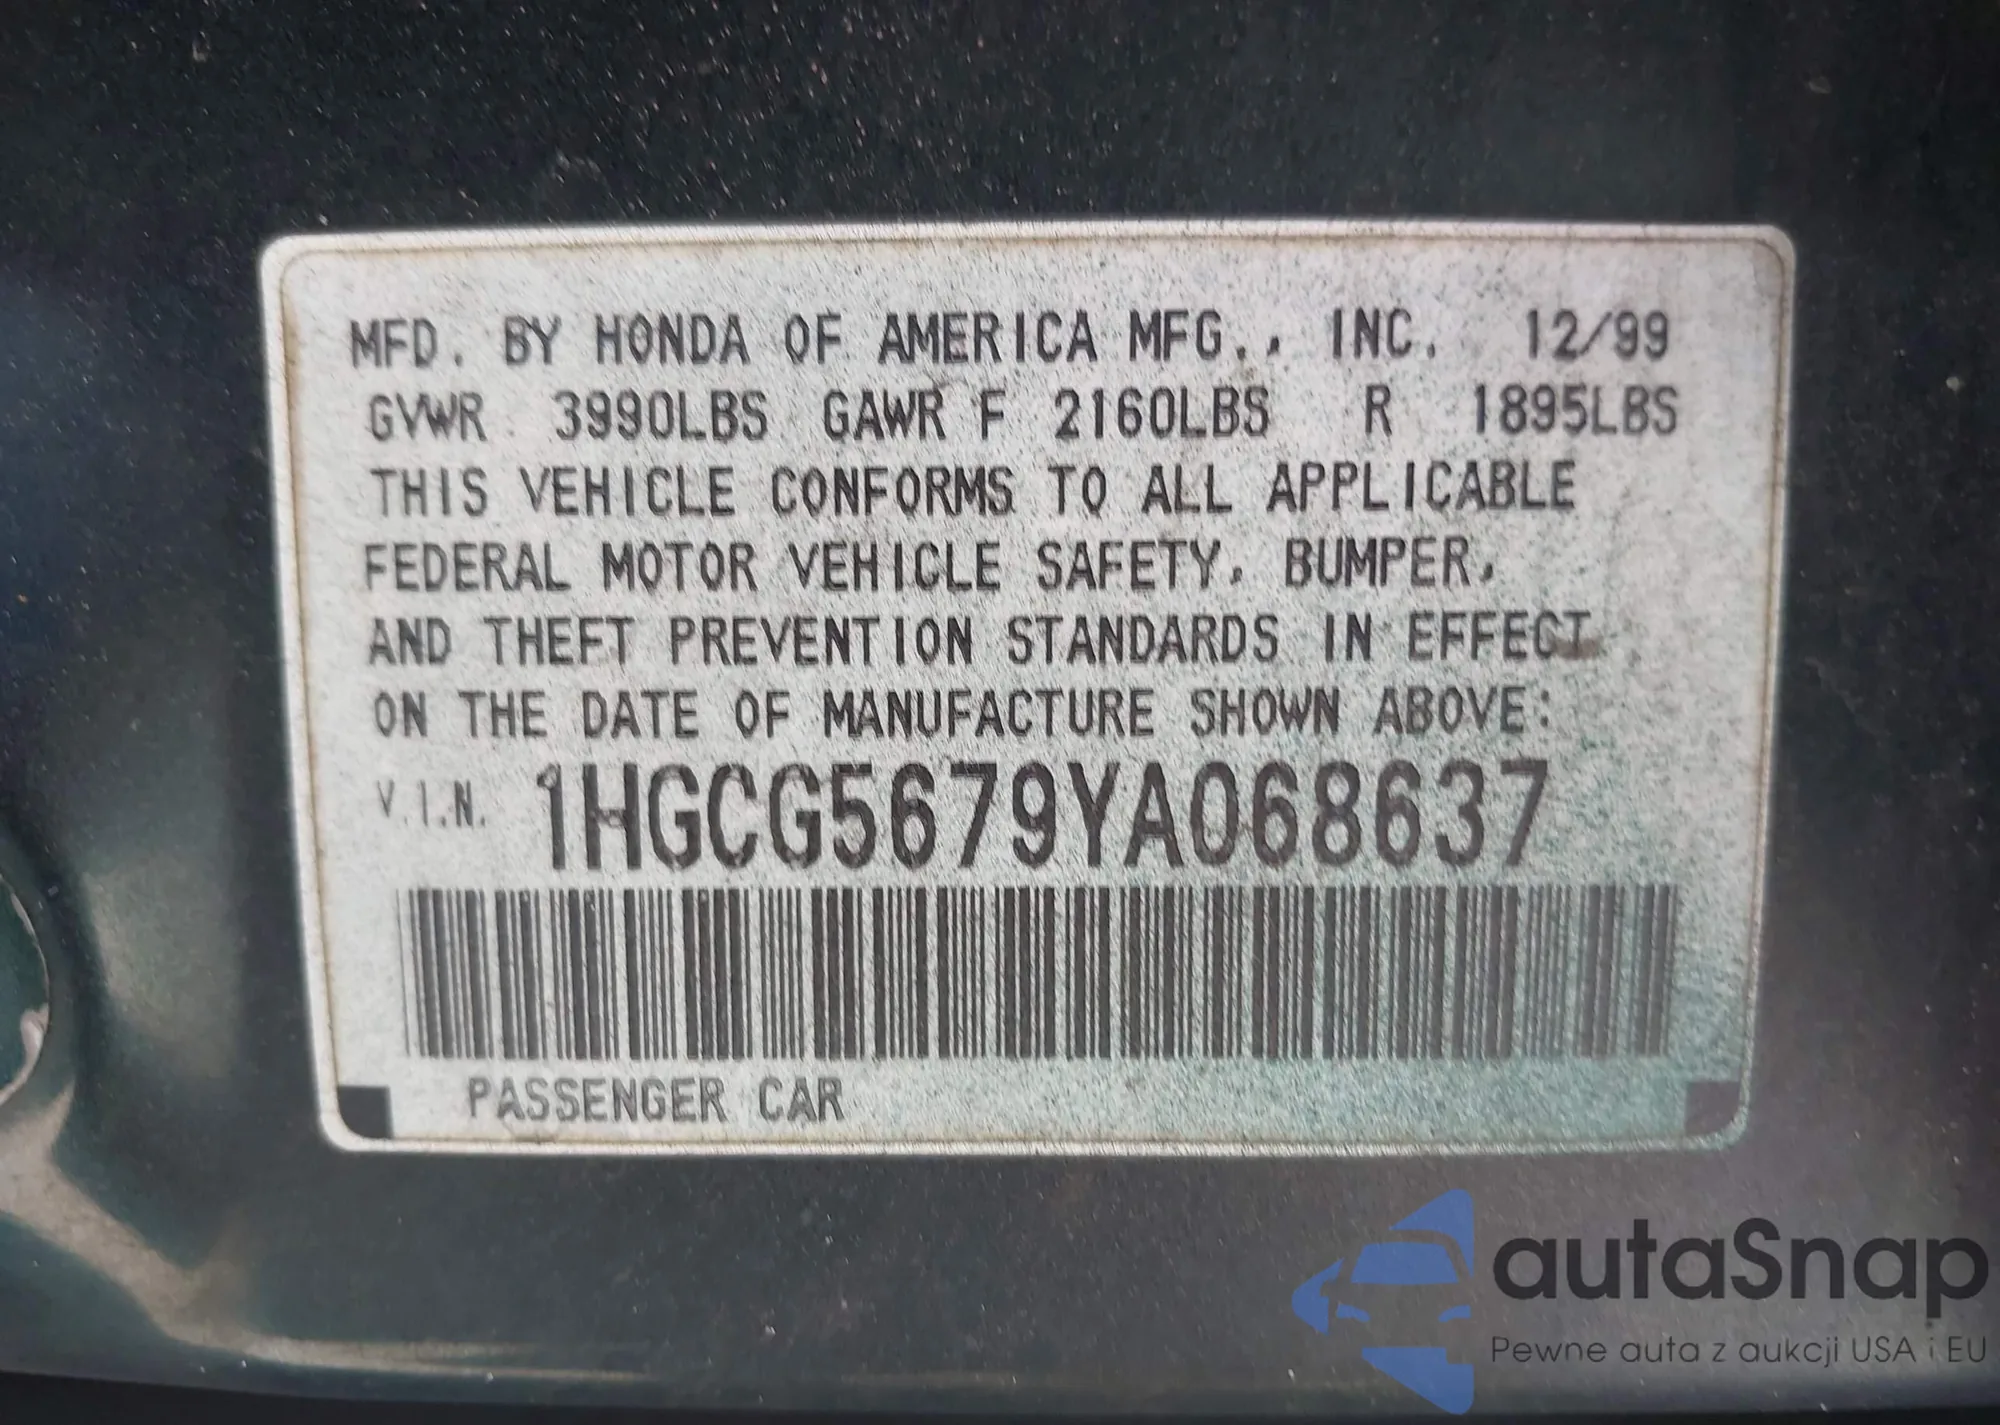 MFD. BY HONDA OF AMERICA MFG., INC. 12/99
GVWR 3990LBS GAWR F 2160LBS R 1895LBS
THIS VEHICLE CONFORMS TO ALL APPLICABLE
FEDERAL MOTOR VEHICLE SAFETY, BUMPER,
AND THEFT PREVENTION STANDARDS IN EFFECT
ON THE DATE OF MANUFACTURE SHOWN ABOVE:
V.I.N. 1HGCG5679YA068637
PASSENGER CAR
autaSnap
Pewne auta z aukcji USA i EU